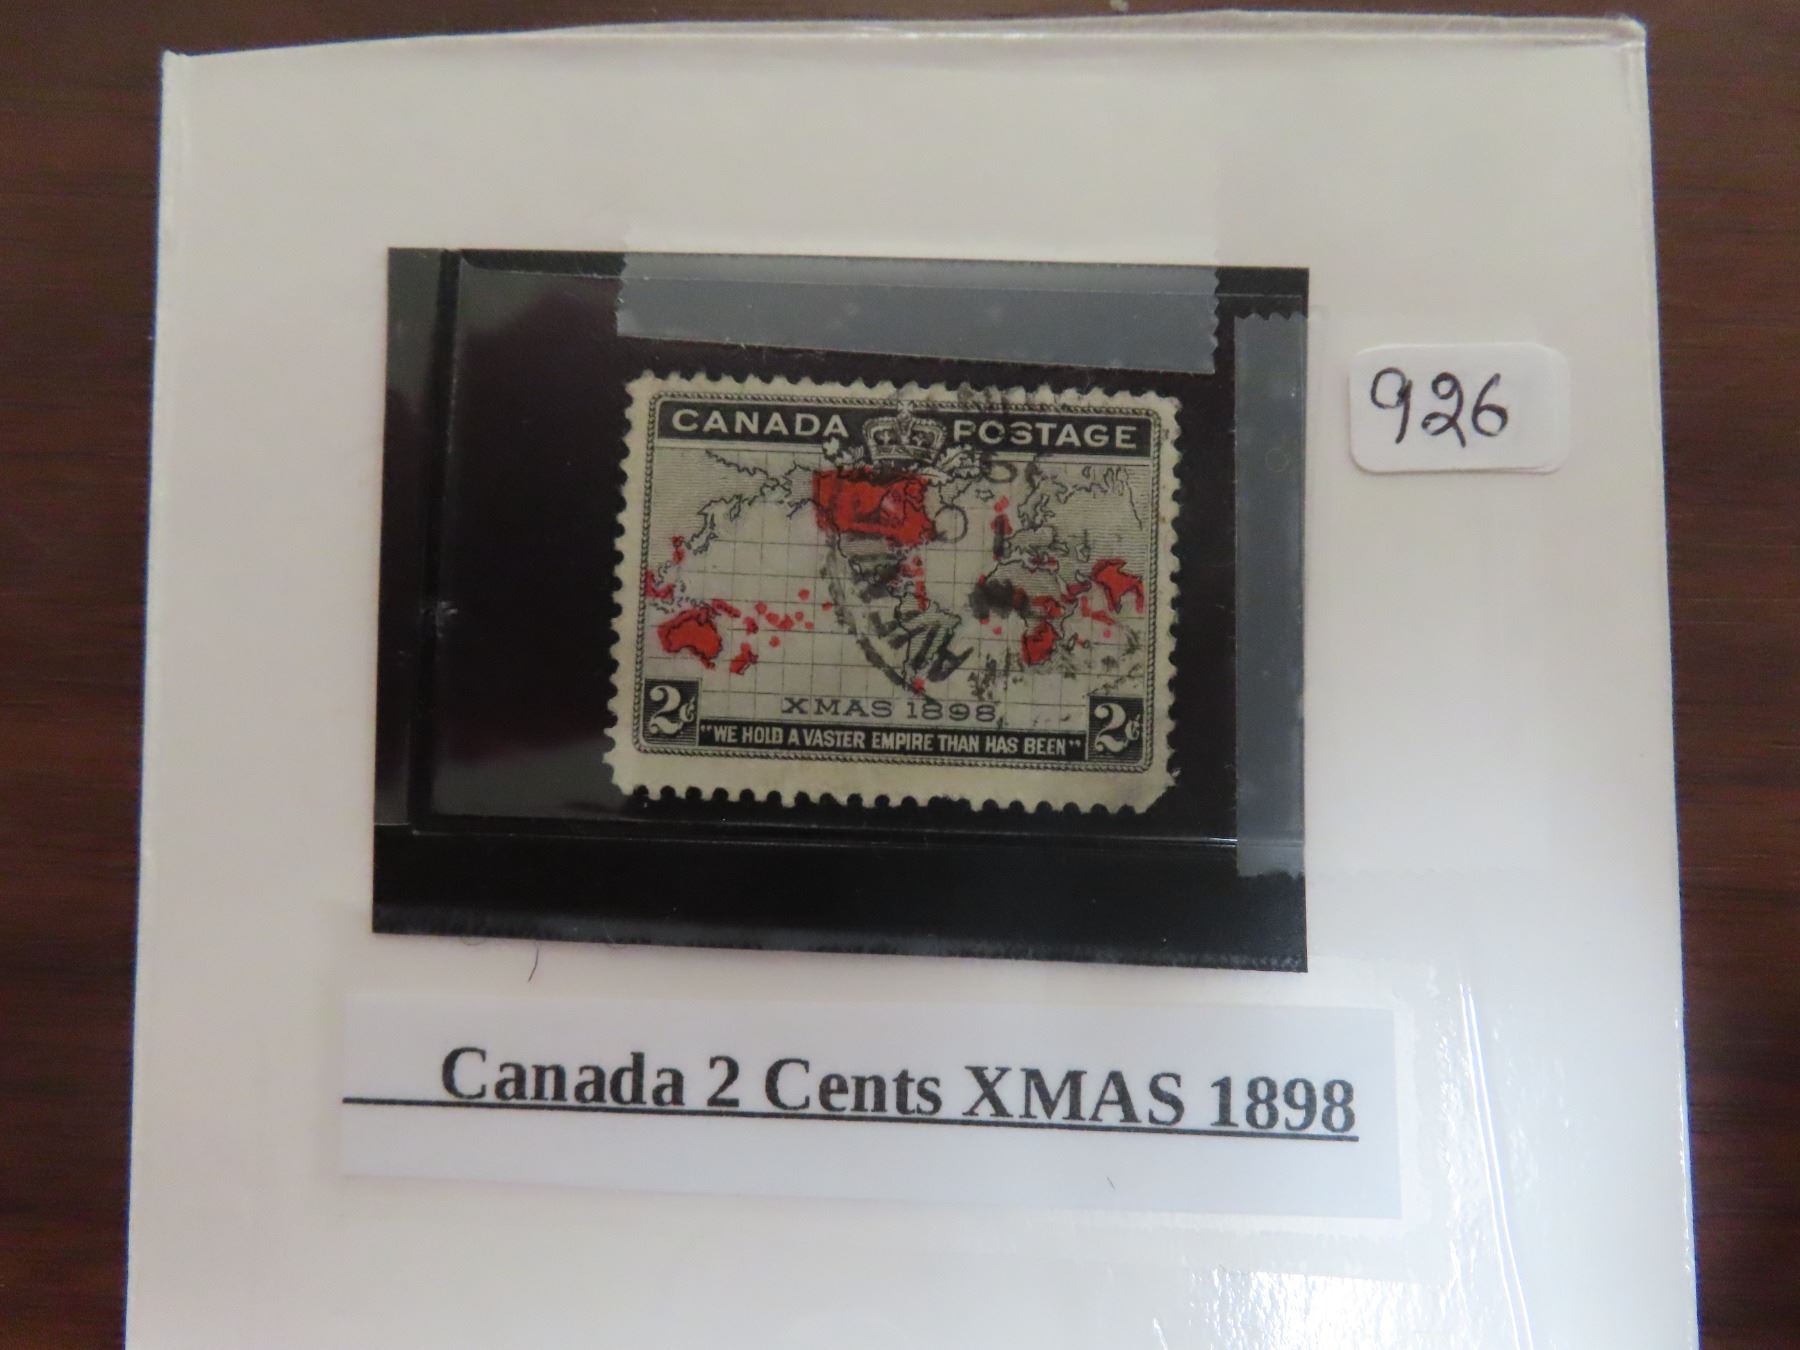 CANADA POSTAGE
926
XMAS 1898
2¢ "WE HOLD A VASTER EMPIRE THAN HAS BEEN" 2¢
Canada 2 Cents XMAS 1898